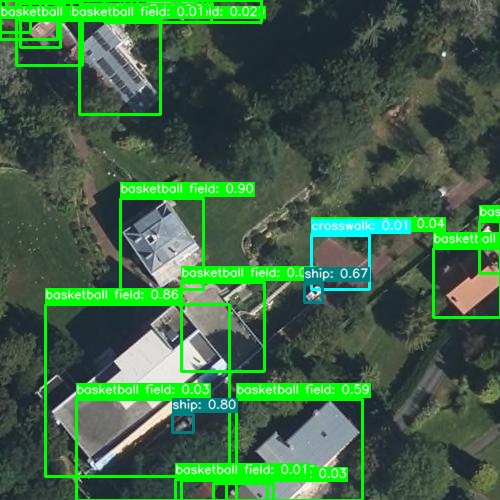 basketball
basketball field: 0.01
ld: 0.02
basketball field: 0.90
crosswalk: 0.01
0.04
bas
basketball
basketball field: 0.0
ship: 0.67
basketball field: 0.86
basketball field: 0.03
basketball field: 0.59
ship: 0.80
basketball field: 0.01
0.03